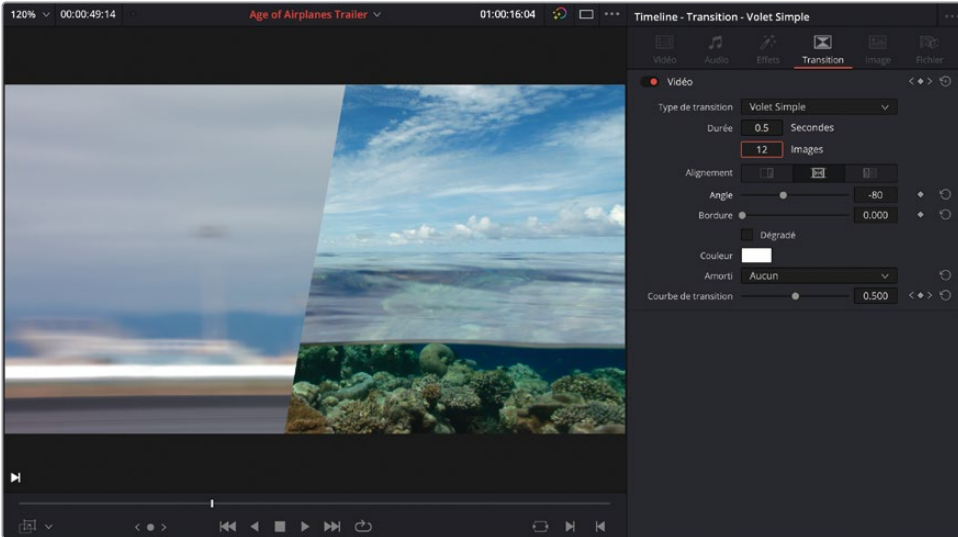 120% 00:00:49:14 Age of Airplanes Trailer 01:00:16:04
Timeline - Transition - Volet Simple
Vidéo Audio Effets Transition Image Fichier
Vidéo
Type de transition Volet Simple
Durée 0.5 Secondes
12 Images
Alignement
Angle -80
Bordure 0.000
Dégradé
Couleur
Amorti Aucun
Courbe de transition 0.500